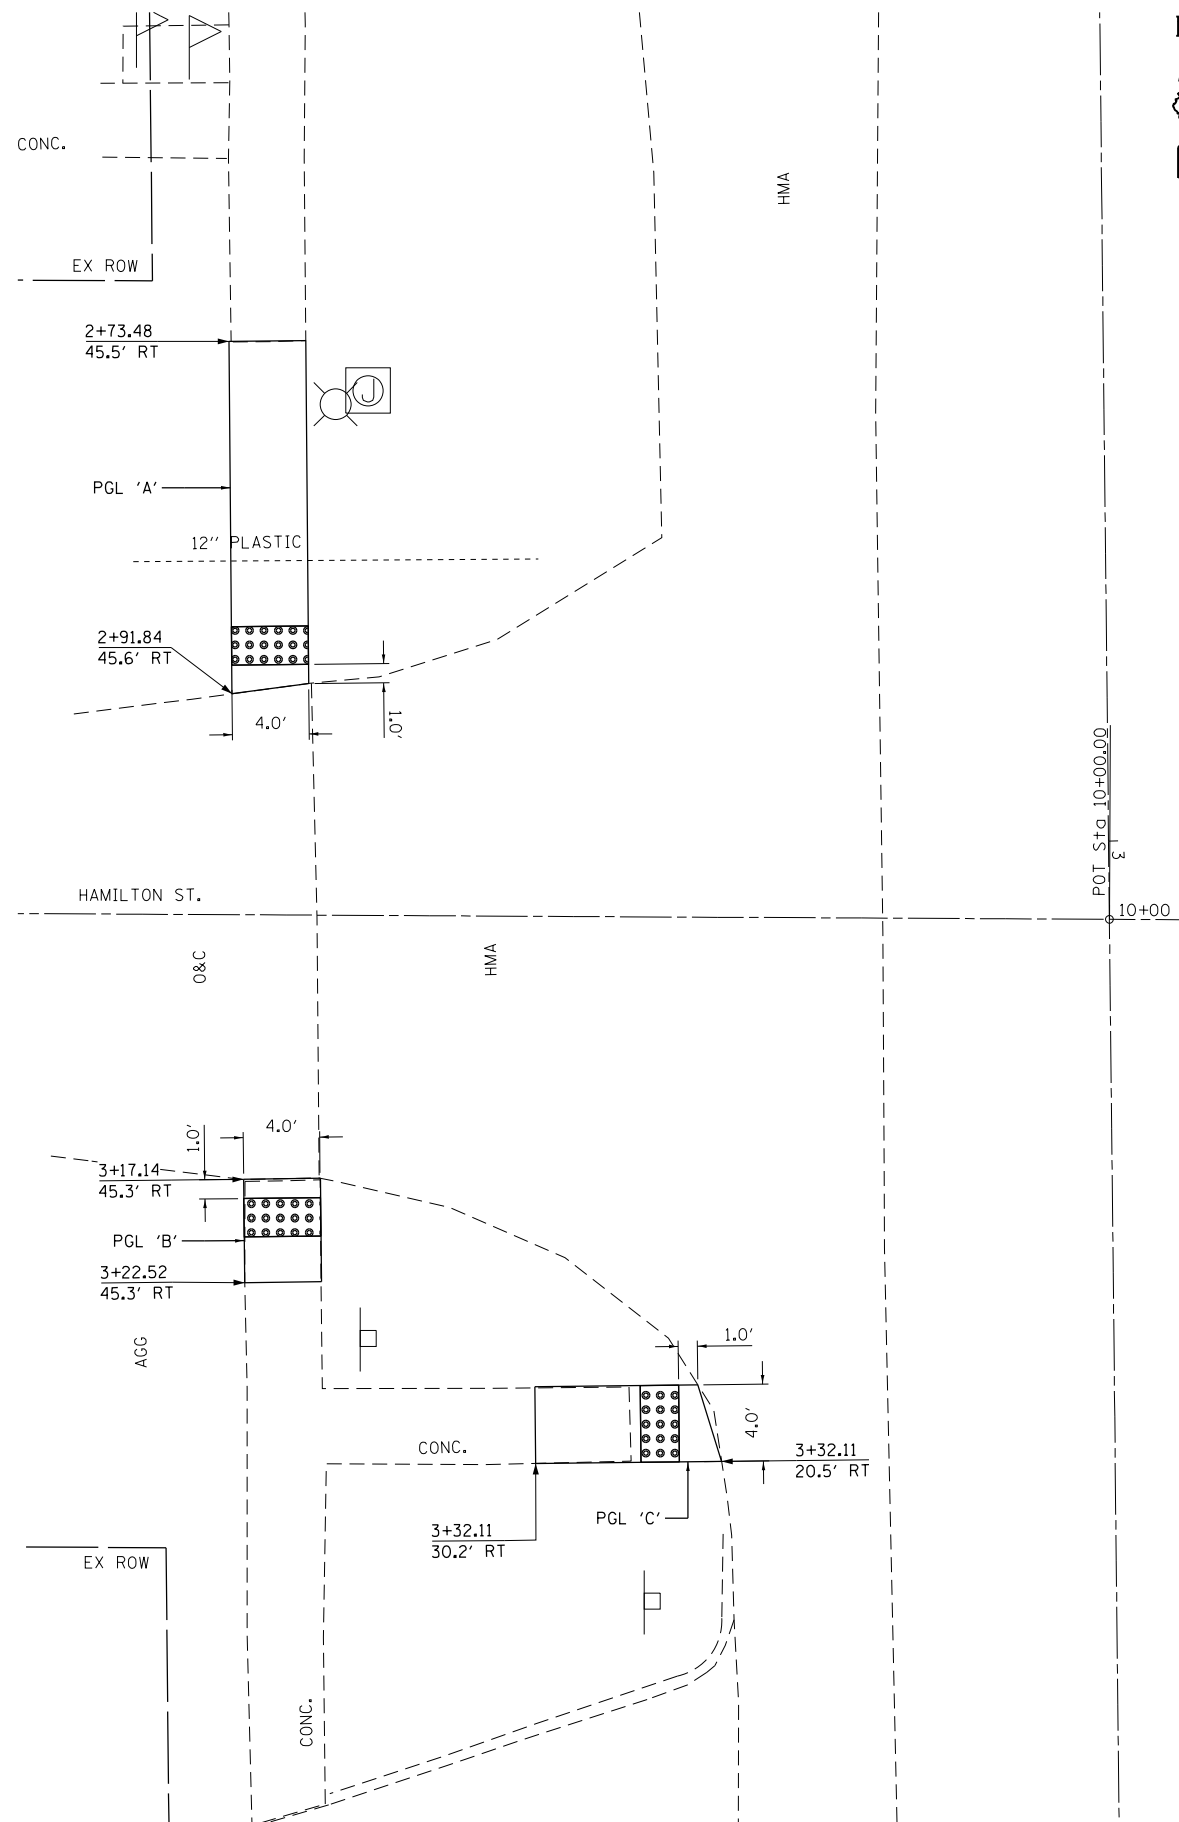 CONC.
HMA
EX ROW
2+73.48
45.5' RT
J
PGL 'A'
12'' PLASTIC
2+91.84
45.6' RT
4.0'
1.0'
POT Sta 10+00.00
3
HAMILTON ST.
10+00
O&C
HMA
1.0'
4.0'
3+17.14
45.3' RT
PGL 'B'
3+22.52
45.3' RT
AGG
1.0'
4.0'
CONC.
3+32.11
20.5' RT
PGL 'C'
3+32.11
30.2' RT
EX ROW
CONC.